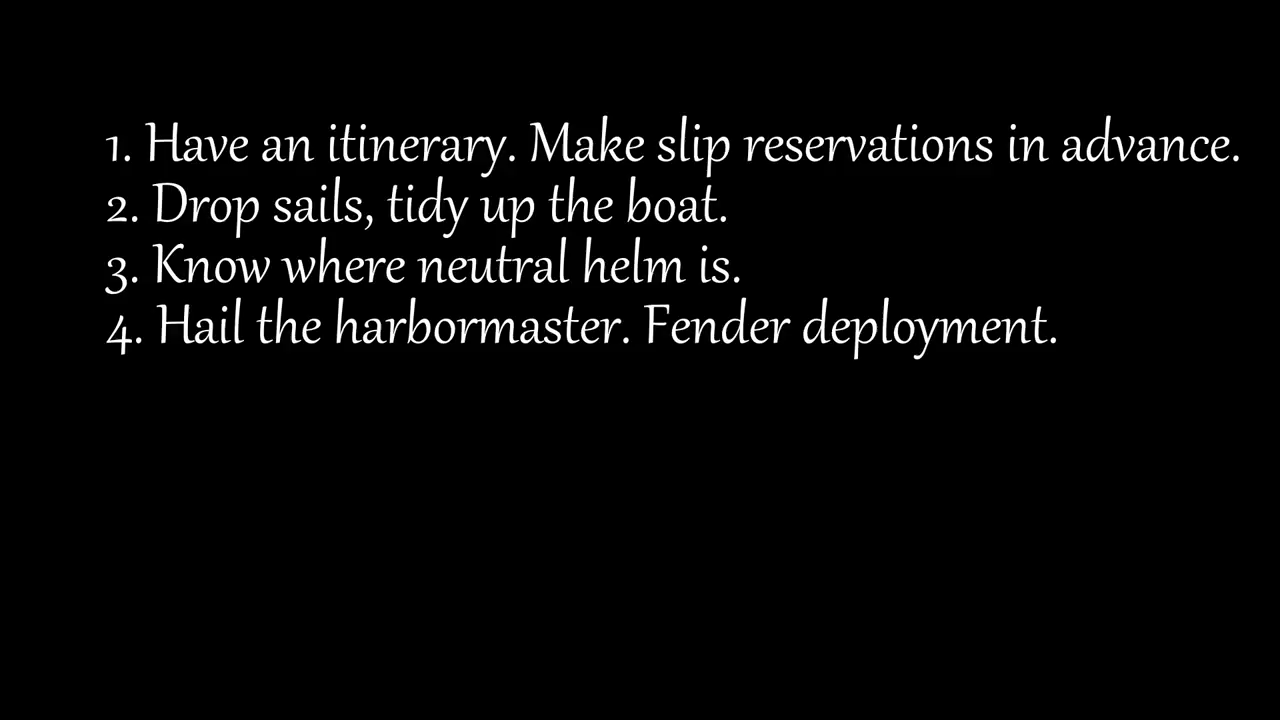 1. Have an itinerary. Make slip reservations in advance.
2. Drop sails, tidy up the boat.
3. Know where neutral helm is.
4. Hail the harbormaster. Fender deployment.